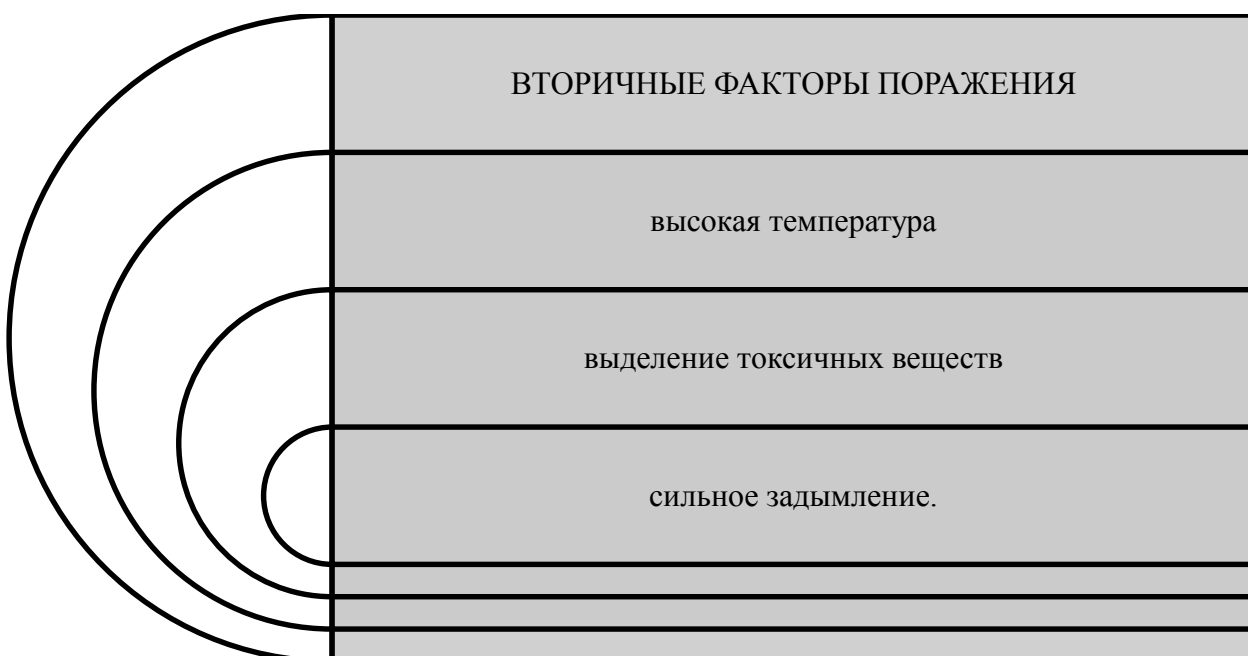 ВТОРИЧНЫЕ ФАКТОРЫ ПОРАЖЕНИЯ
высокая температура
выделение токсичных веществ
сильное задымление.